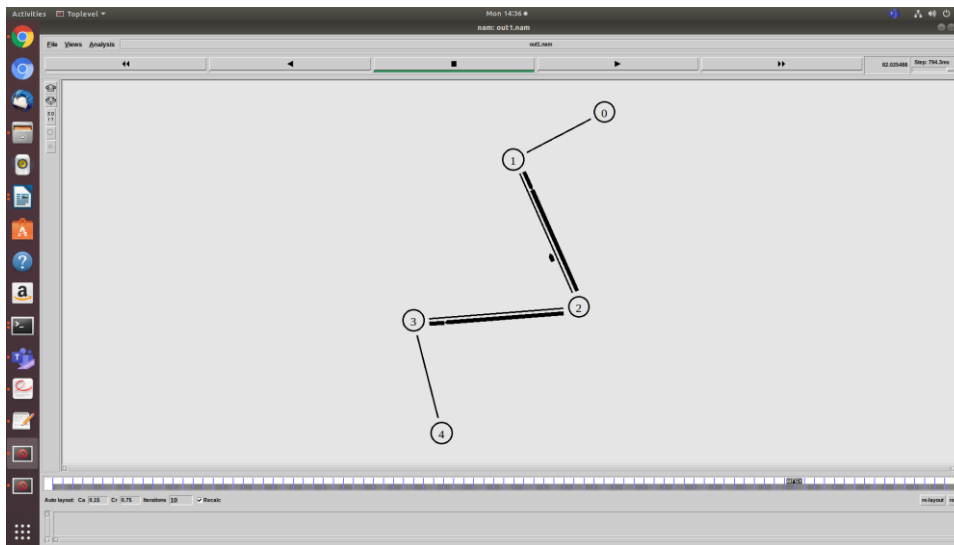 Activities Toplevel Mon 14:36
nam: out1.nam
File Views Analysis out1.nam
82.025486 Step: 794.3ms
0
1
2
3
4
Auto layout: Ca 0.15 Cr 0.75 Iterations 10 Recalc re-layout